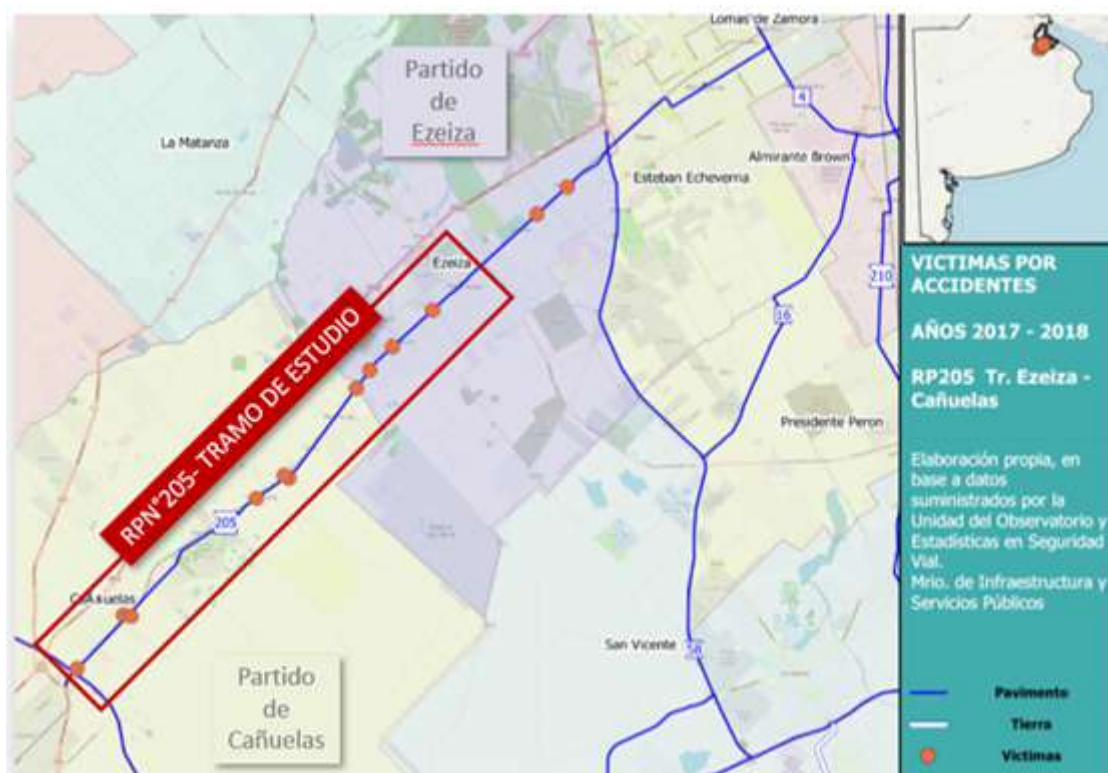 Lomas de Zamora
Partido
de
Ezeiza
4
La Matanza
Almirante Brown
Esteban Echeverria
Ezeiza
210
16
RPN°205- TRAMO DE ESTUDIO
Presidente Peron
205
Cañuelas
San Vicente
58
Partido
de
Cañuelas
VICTIMAS POR
ACCIDENTES
AÑOS 2017 - 2018
RP205 Tr. Ezeiza -
Cañuelas
Elaboración propia, en
base a datos
suministrados por la
Unidad del Observatorio y
Estadísticas en Seguridad
Vial.
Mrio. de Infraestructura y
Servicios Públicos
Pavimento
Tierra
Victimas